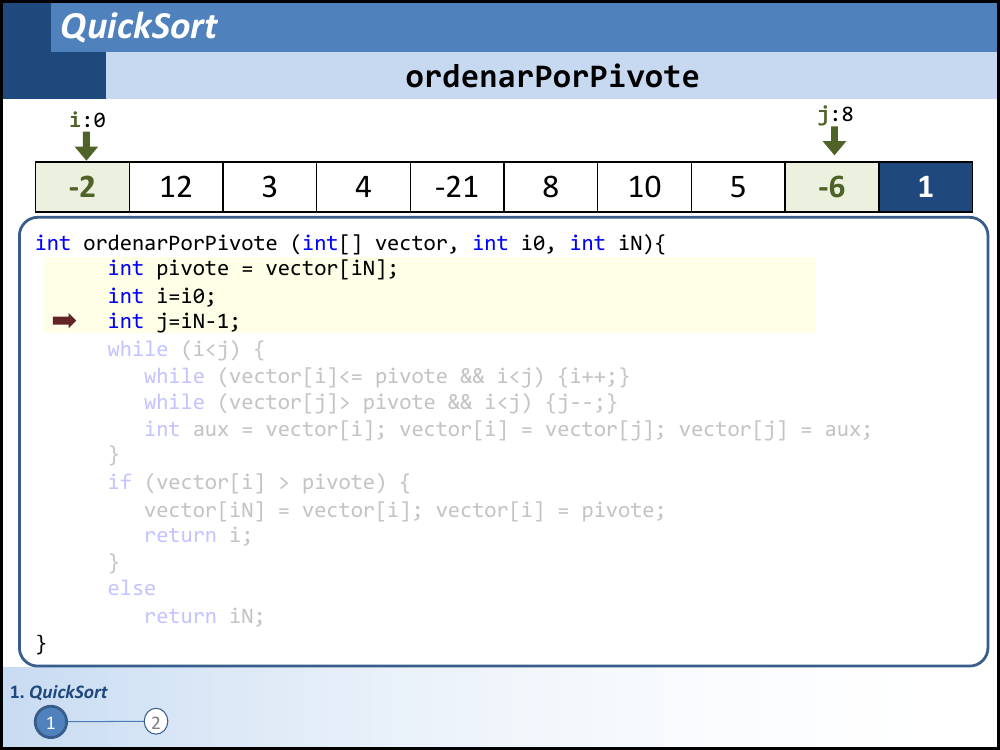 QuickSort
ordenarPorPivote
i:0 j:8
-2 12 3 4 -21 8 10 5 -6 1
int ordenarPorPivote (int[] vector, int i0, int iN){
int pivote = vector[iN];
int i=i0;
int j=iN-1;
while (i<j) {
while (vector[i]<= pivote && i<j) {i++;}
while (vector[j]> pivote && i<j) {j--;}
int aux = vector[i]; vector[i] = vector[j]; vector[j] = aux;
}
if (vector[i] > pivote) {
vector[iN] = vector[i]; vector[i] = pivote;
return i;
}
else
return iN;
}
1. QuickSort
1 2